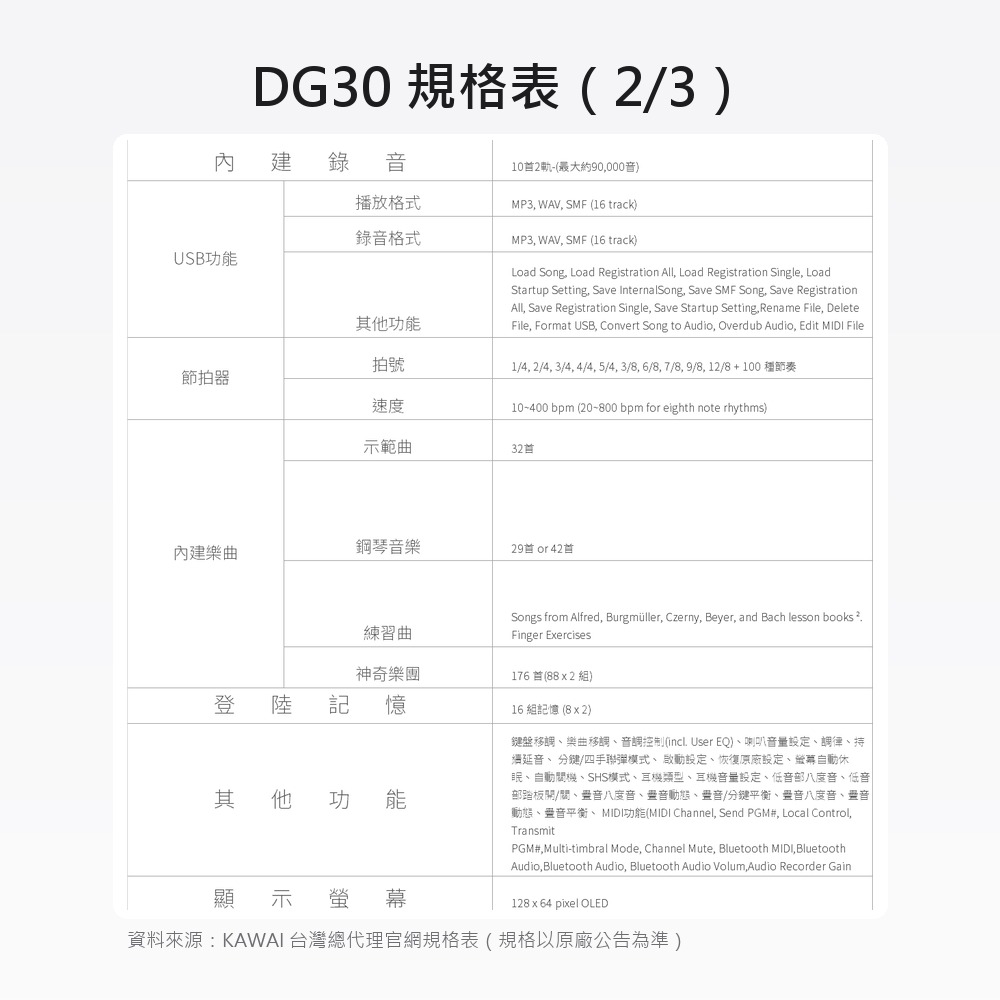 DG30 規格表（2/3）
內建錄音
10首2軌-(最大約90,000音)
USB功能
播放格式
MP3, WAV, SMF (16 track)
錄音格式
MP3, WAV, SMF (16 track)
其他功能
Load Song, Load Registration All, Load Registration Single, Load
Startup Setting, Save InternalSong, Save SMF Song, Save Registration
All, Save Registration Single, Save Startup Setting,Rename File, Delete
File, Format USB, Convert Song to Audio, Overdub Audio, Edit MIDI File
節拍器
拍號
1/4, 2/4, 3/4, 4/4, 5/4, 3/8, 6/8, 7/8, 9/8, 12/8 + 100 種節奏
速度
10~400 bpm (20~800 bpm for eighth note rhythms)
內建樂曲
示範曲
32首
鋼琴音樂
29首 or 42首
練習曲
Songs from Alfred, Burgmüller, Czerny, Beyer, and Bach lesson books ².
Finger Exercises
神奇樂團
176 首(88 x 2 組)
登陸記憶
16 組記憶 (8 x 2)
其他功能
鍵盤移調、樂曲移調、音調控制(incl. User EQ)、喇叭音量設定、調律、持
續延音、 分鍵/四手聯彈模式、 啟動設定、恢復原廠設定、螢幕自動休
眠、自動關機、SHS模式、耳機類型、耳機音量設定、低音部八度音、低音
部踏板開/關、疊音八度音、疊音動態、疊音/分鍵平衡、疊音八度音、疊音
動態、疊音平衡、 MIDI功能(MIDI Channel, Send PGM#, Local Control,
Transmit
PGM#,Multi-timbral Mode, Channel Mute, Bluetooth MIDI,Bluetooth
Audio,Bluetooth Audio, Bluetooth Audio Volum,Audio Recorder Gain
顯示螢幕
128 x 64 pixel OLED
資料來源：KAWAI 台灣總代理官網規格表（規格以原廠公告為準）